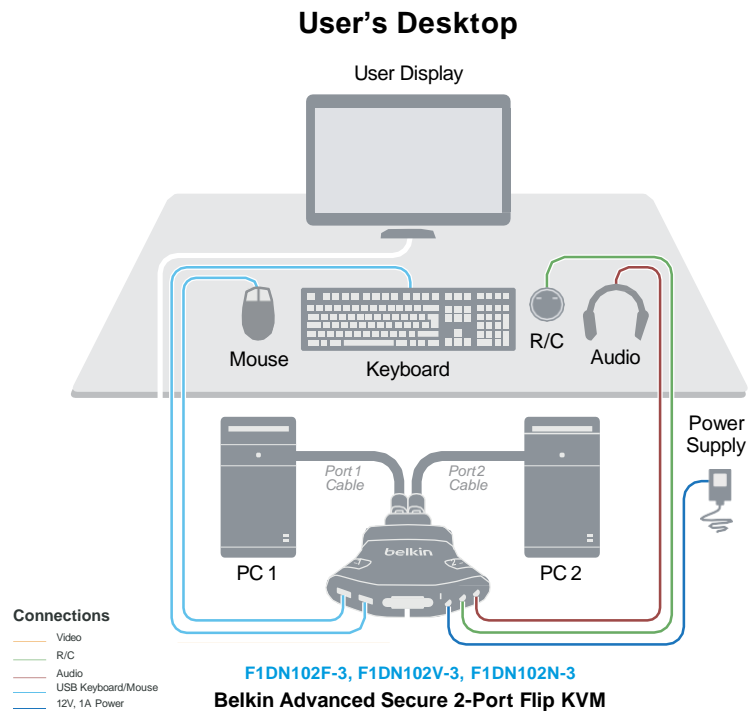 User's Desktop
User Display
Mouse
Keyboard
R/C
Audio
Power
Supply
Port 1
Cable
Port 2
Cable
belkin
1
2
PC 1
PC 2
Connections
Video
R/C
Audio
USB Keyboard/Mouse
12V, 1A Power
F1DN102F-3, F1DN102V-3, F1DN102N-3
Belkin Advanced Secure 2-Port Flip KVM